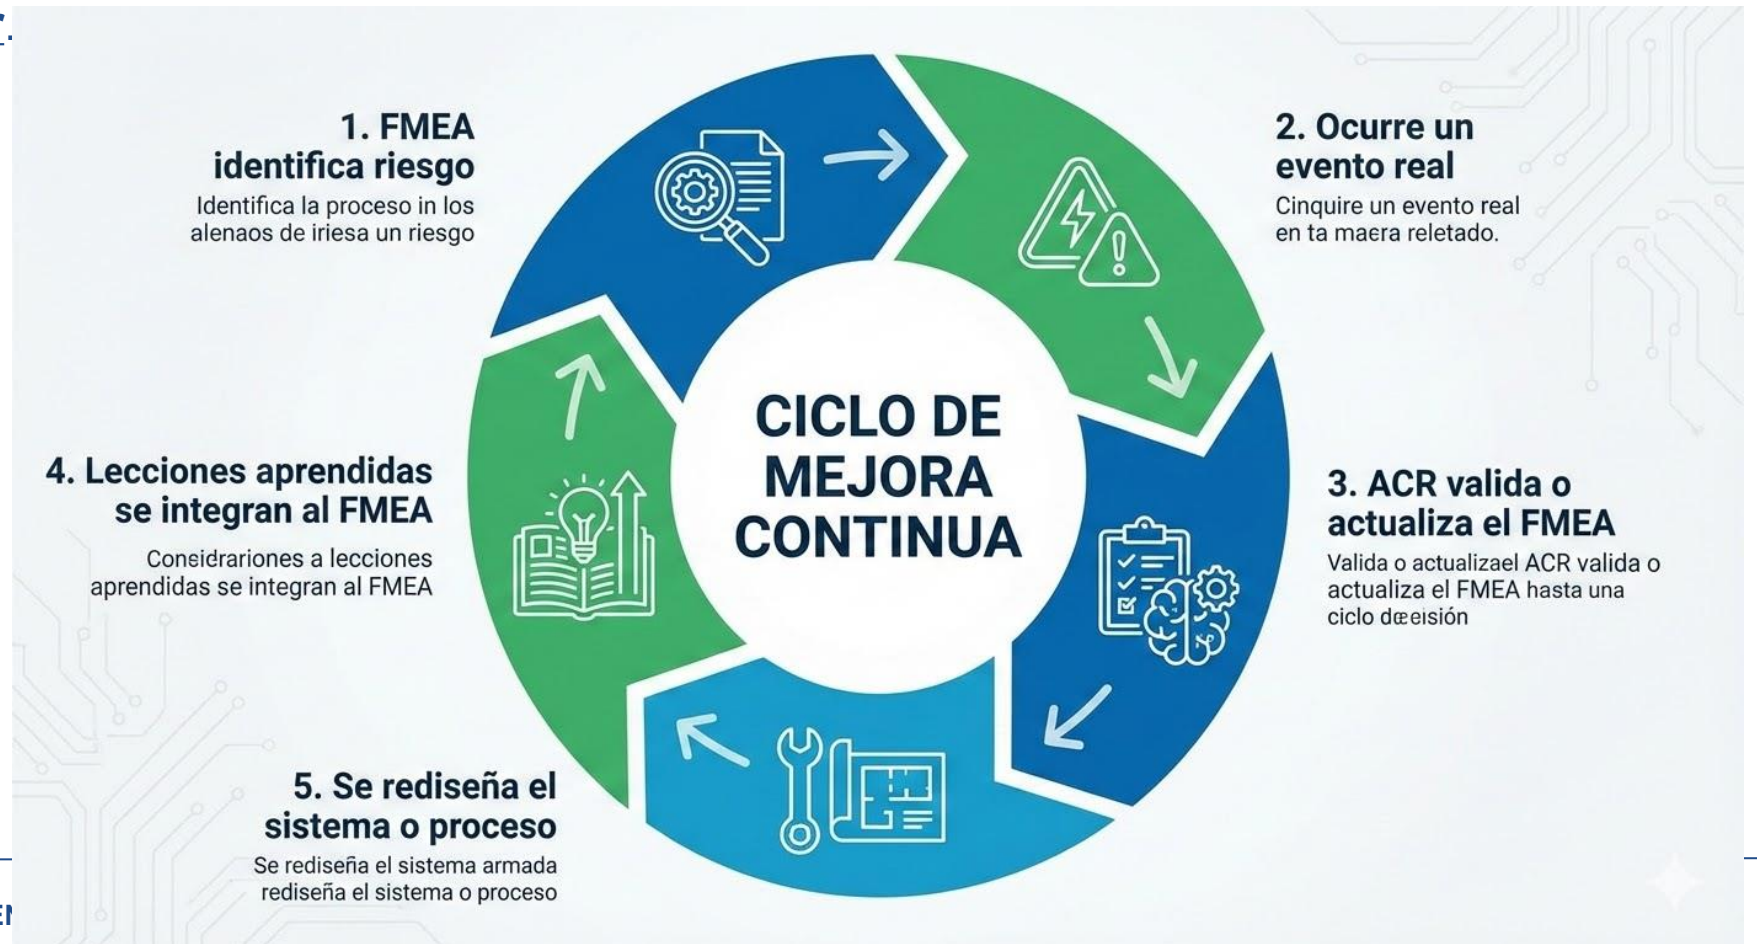 1. FMEA
identifica riesgo
Identifica la proceso in los
alenaos de iriesa un riesgo
2. Ocurre un
evento real
Cinquire un evento real
en ta maera reletado.
CICLO DE
MEJORA
CONTINUA
3. ACR valida o
actualiza el FMEA
Valida o actualizael ACR valida o
actualiza el FMEA hasta una
ciclo
4. Lecciones aprendidas
se integran al FMEA
Considrariones a lecciones
aprendidas se integran al FMEA
5. Se rediseña el
sistema o proceso
Se rediseña el sistema armada
rediseña el sistema o proceso